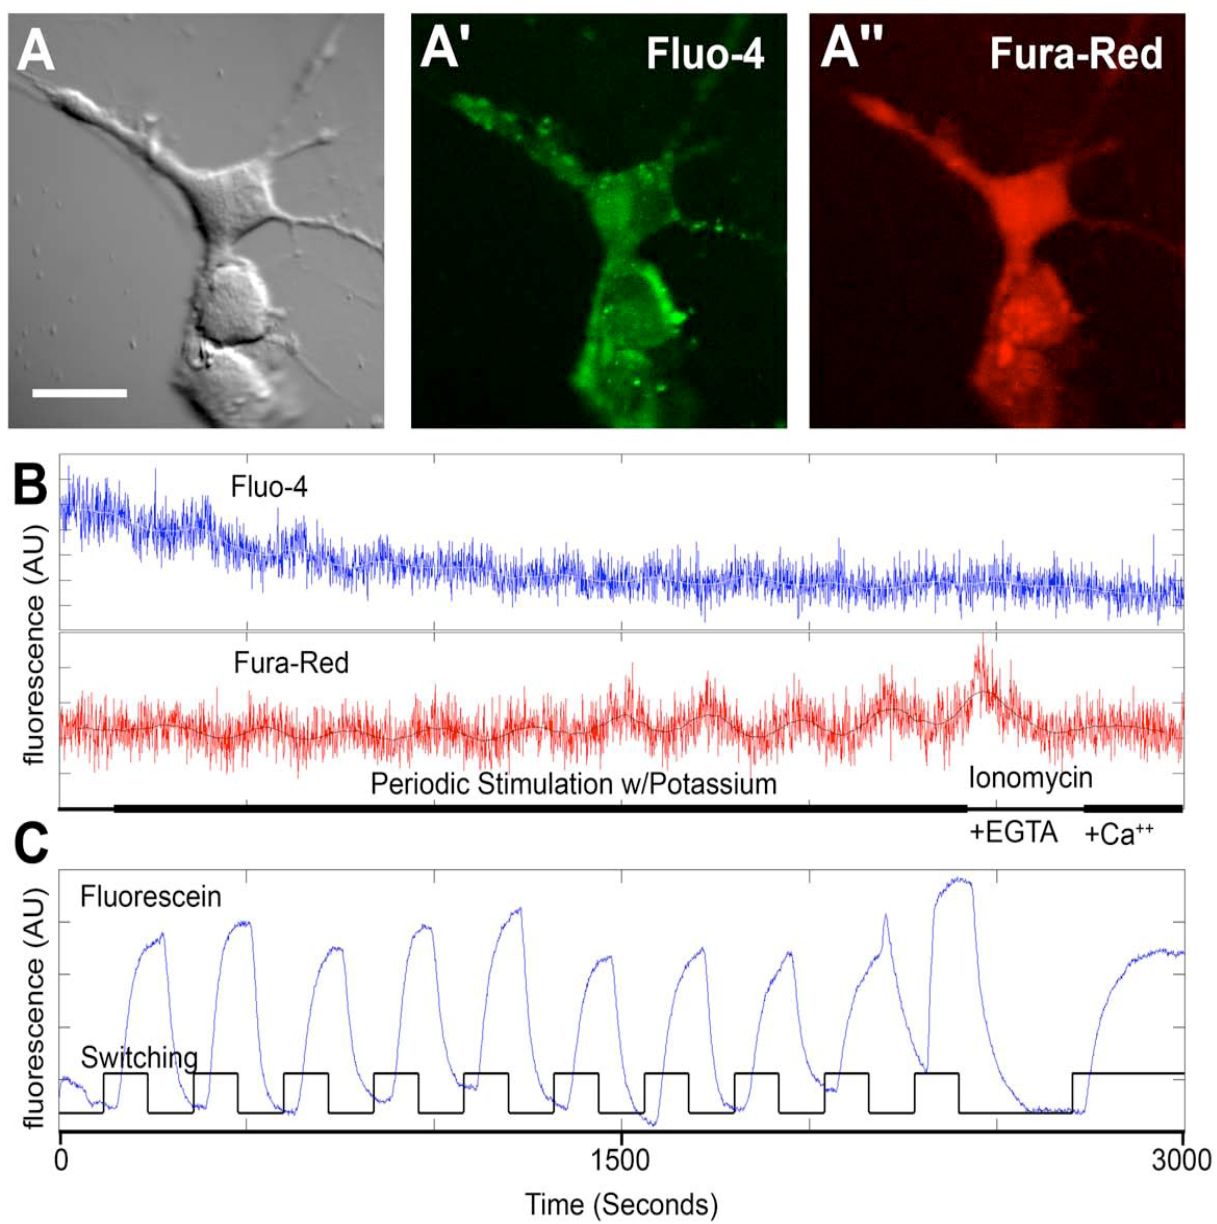 A
A' Fluo-4
A" Fura-Red
B
Fluo-4
fluorescence (AU)
Fura-Red
Periodic Stimulation w/Potassium
Ionomycin
+EGTA +Ca⁺⁺
C
Fluorescein
Switching
fluorescence (AU)
0 1500 3000
Time (Seconds)